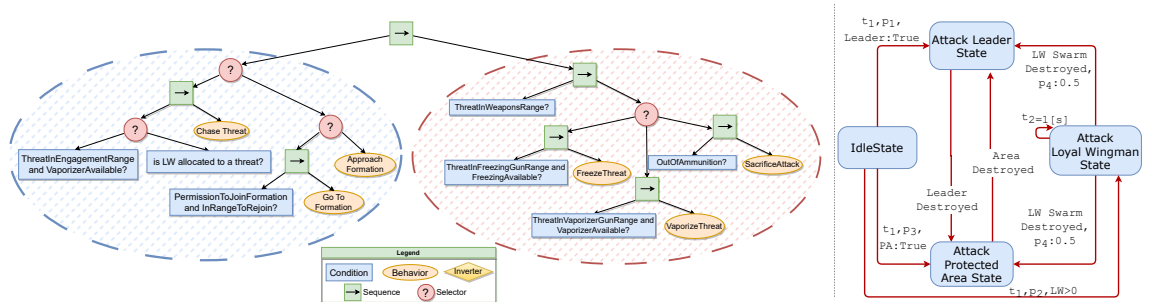 ?
Chase Threat
?
ThreatInEngagementRange
and VaporizerAvailable?
is LW allocated to a threat?
?
Approach
Formation
PermissionToJoinFormation
and InRangeToRejoin?
Go To
Formation
ThreatInWeaponsRange?
?
ThreatInFreezingGunRange and
FreezingAvailable?
FreezeThreat
OutOfAmmunition?
SacrificeAttack
ThreatInVaporizerGunRange and
VaporizerAvailable?
VaporizeThreat
Legend
Condition
Behavior
Inverter
Sequence
?
Selector
t1,p1,
Leader:True
Attack Leader
State
LW Swarm
Destroyed,
p4:0.5
t2=1[s]
IdleState
Attack
Loyal Wingman
State
Area
Destroyed
Leader
Destroyed
LW Swarm
Destroyed,
p4:0.5
t1,p3,
PA:True
Attack
Protected
Area State
t1,p2,LW>0